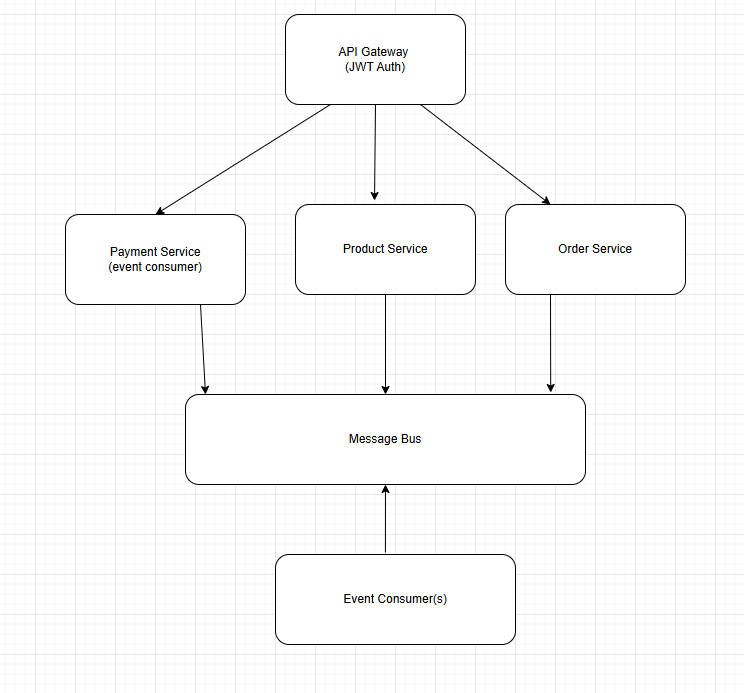 API Gateway
(JWT Auth)
Payment Service
(event consumer)
Product Service
Order Service
Message Bus
Event Consumer(s)